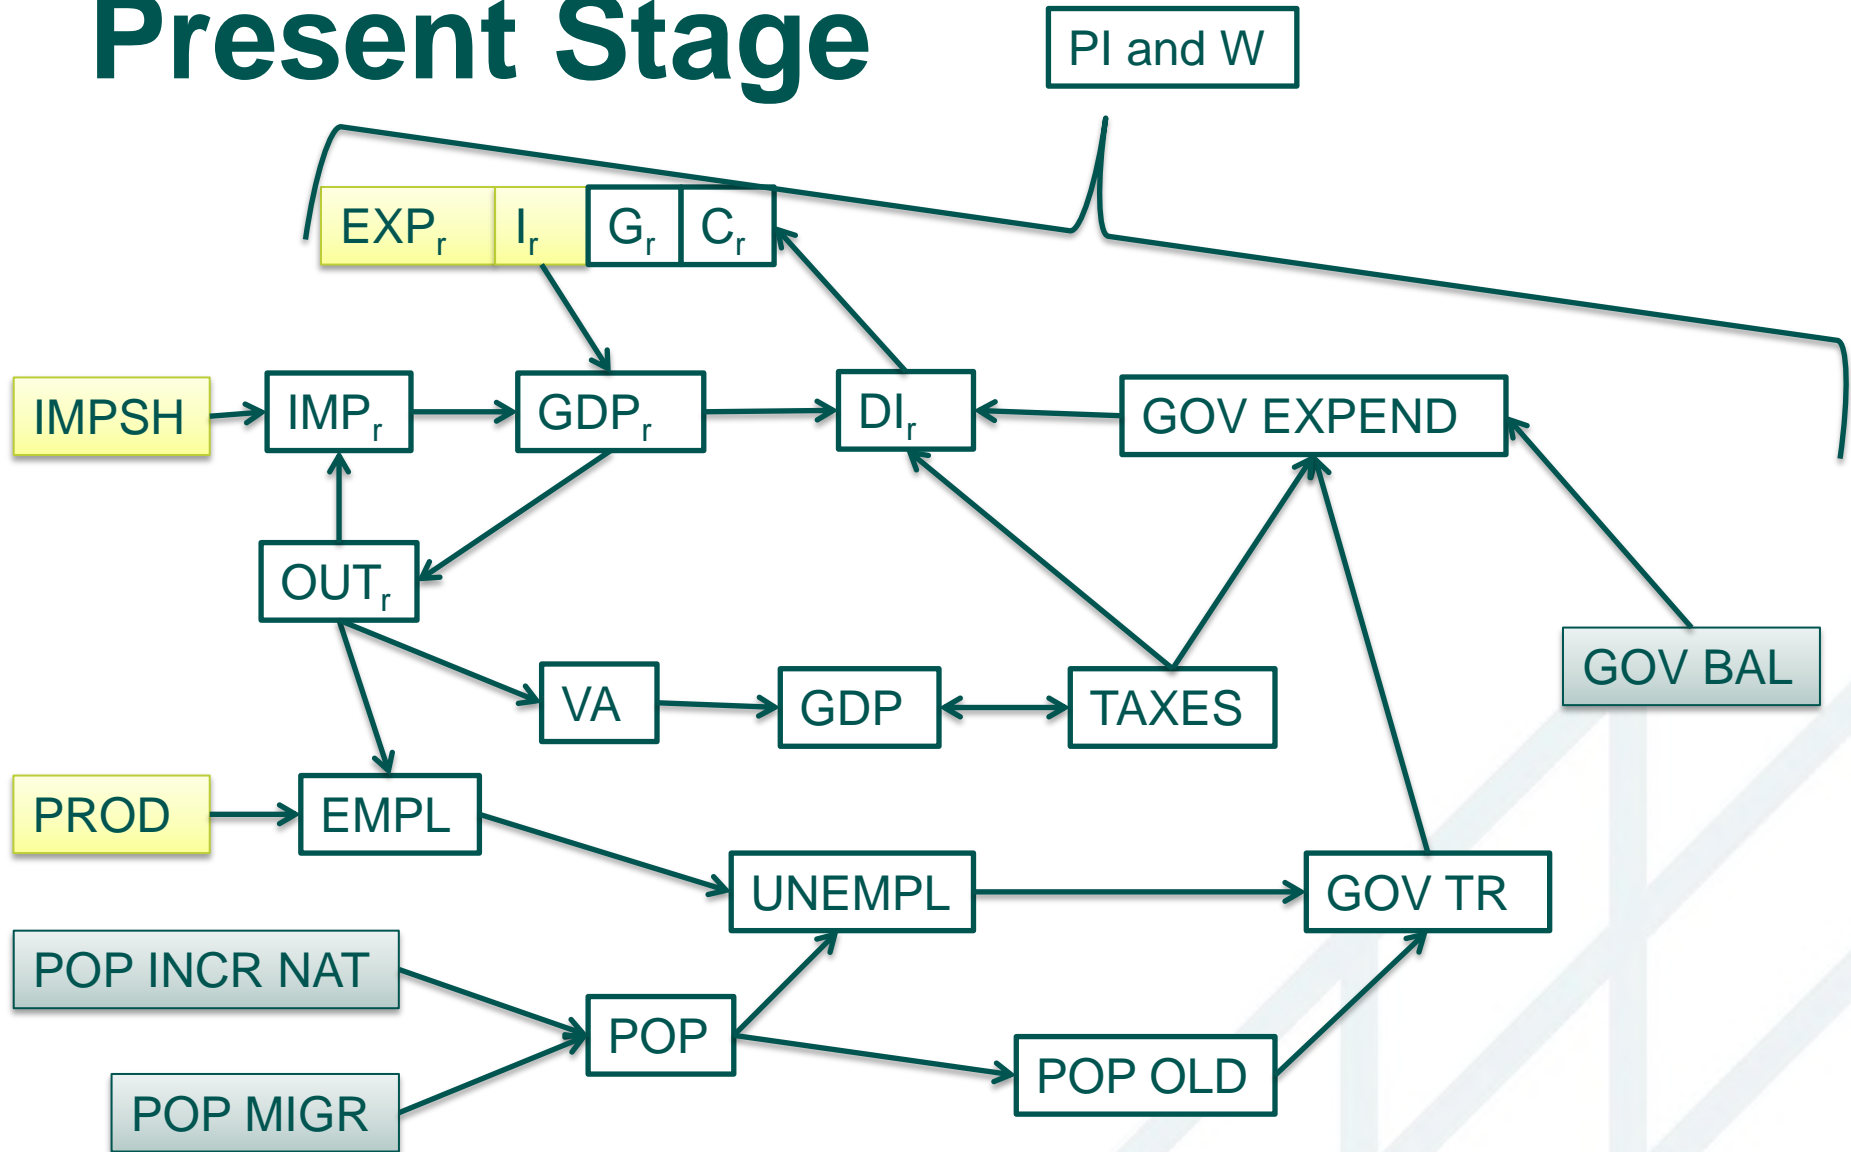 Present Stage
PI and W
EXPr Ir Gr Cr
IMPSH IMPr GDPr DIr GOV EXPEND
OUTr
GOV BAL
VA GDP TAXES
PROD EMPL
UNEMPL GOV TR
POP INCR NAT
POP POP OLD
POP MIGR